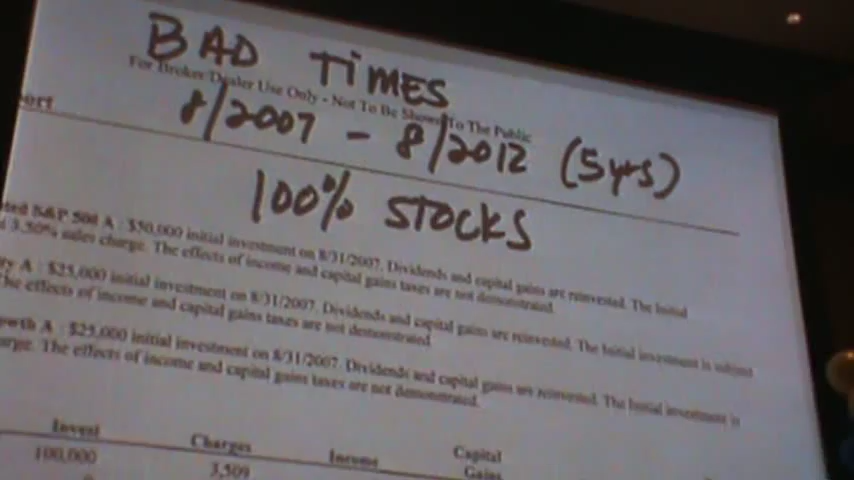 BAD TIMES
For Broker/Dealer Use Only - Not To Be Shown To The Public
8/2007 - 8/2012 (5 yrs)
100% STOCKS
S&P 500 A : $50,000 initial investment on 8/31/2007. Dividends and capital gains are reinvested. The Initial
3.50% sales charge. The effects of income and capital gains taxes are not demonstrated.
A : $25,000 initial investment on 8/31/2007. Dividends and capital gains are reinvested. The Initial investment is subject
The effects of income and capital gains taxes are not demonstrated.
A : $25,000 initial investment on 8/31/2007. Dividends and capital gains are reinvested. The Initial investment is
The effects of income and capital gains taxes are not demonstrated.
Invest Charges Income Capital Gains
100,000 3,509